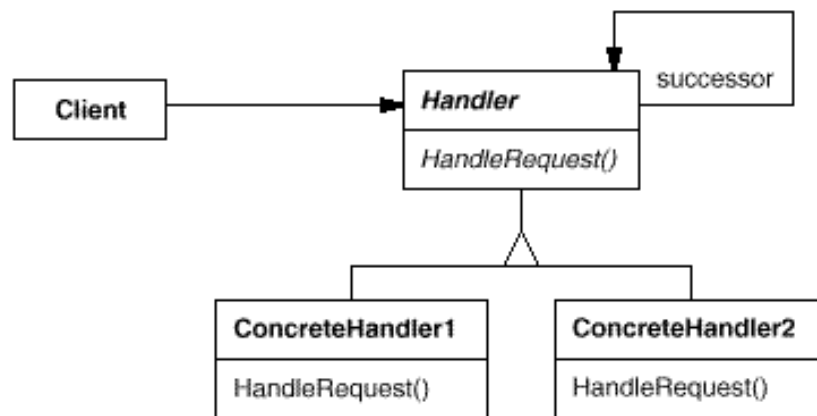 successor
Client
Handler
HandleRequest()
ConcreteHandler1
ConcreteHandler2
HandleRequest()
HandleRequest()